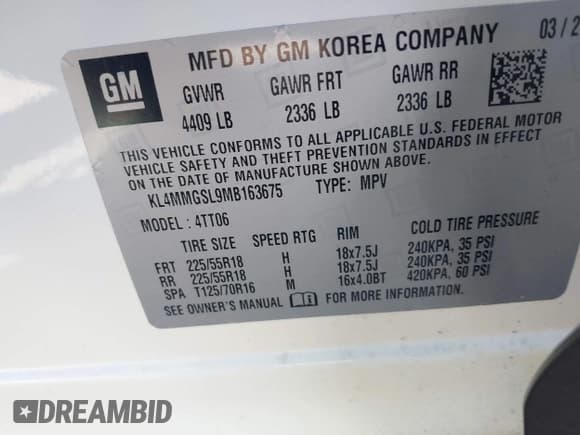 GM
MFD BY GM KOREA COMPANY 03 / 2
GVWR GAWR FRT GAWR RR
4409 LB 2336 LB 2336 LB
THIS VEHICLE CONFORMS TO ALL APPLICABLE U.S. FEDERAL MOTOR
VEHICLE SAFETY AND THEFT PREVENTION STANDARDS IN EFFECT ON
THE DATE OF MANUFACTURE SHOWN ABOVE.
KL4MMGSL9MB163675 TYPE: MPV
MODEL: 4TT06
TIRE SIZE SPEED RTG RIM COLD TIRE PRESSURE
FRT 225/55R18 H 18x7.5J 240KPA, 35 PSI
RR 225/55R18 H 18x7.5J 240KPA, 35 PSI
SPA T125/70R16 M 16x4.0BT 420KPA, 60 PSI
SEE OWNER'S MANUAL FOR MORE INFORMATION.
DREAMBID